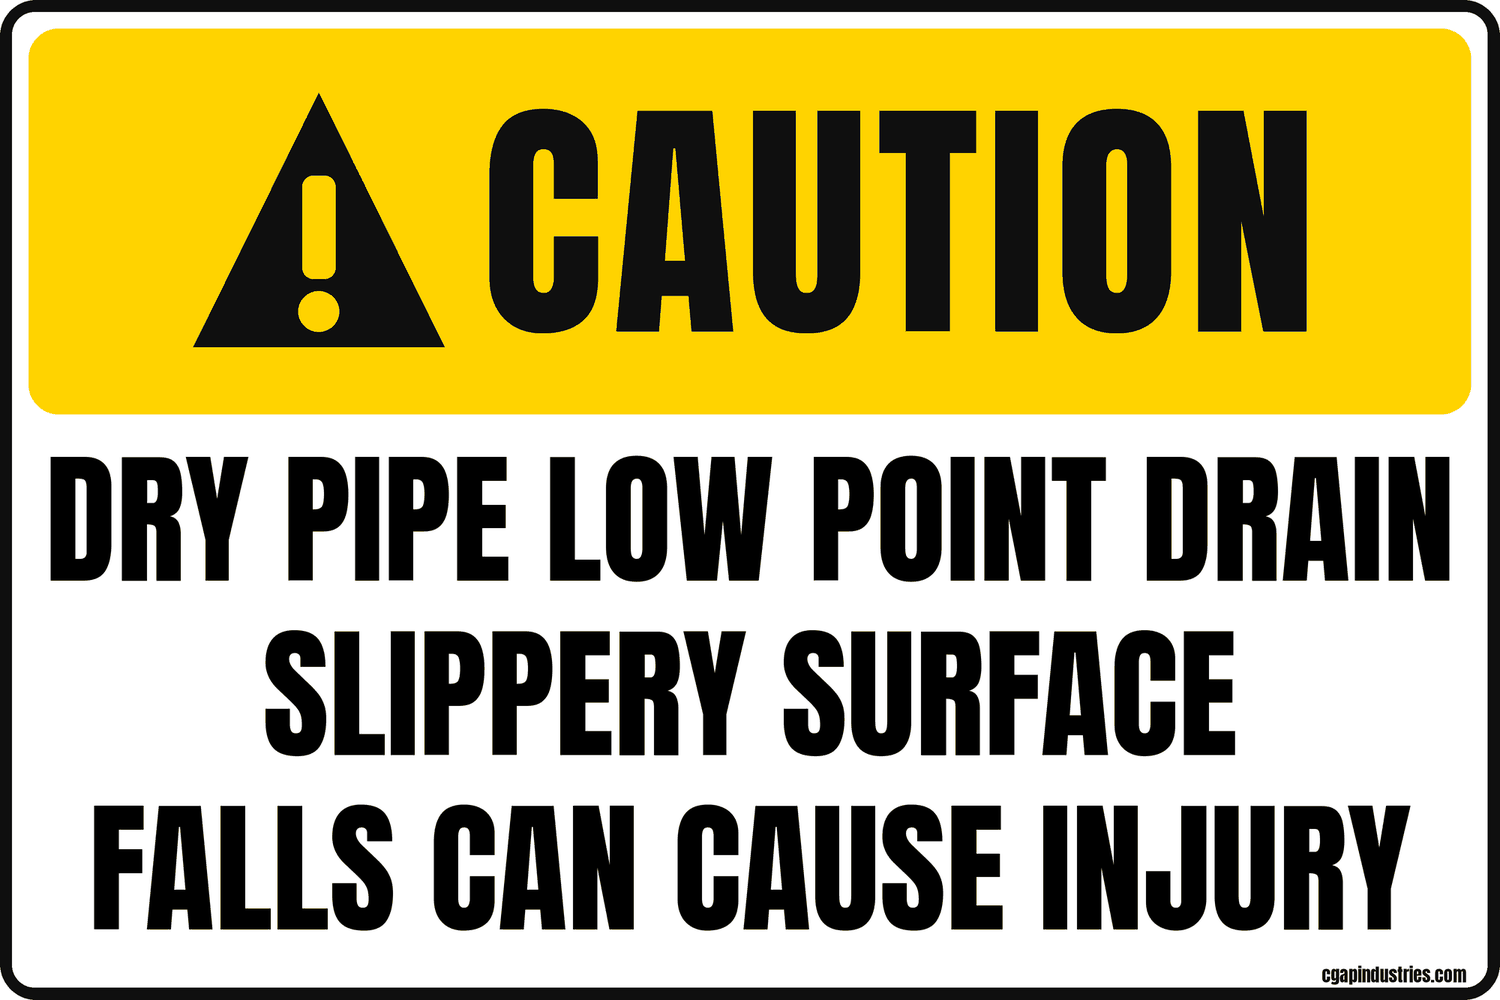 CAUTION
DRY PIPE LOW POINT DRAIN
SLIPPERY SURFACE
FALLS CAN CAUSE INJURY
cgapindustries.com